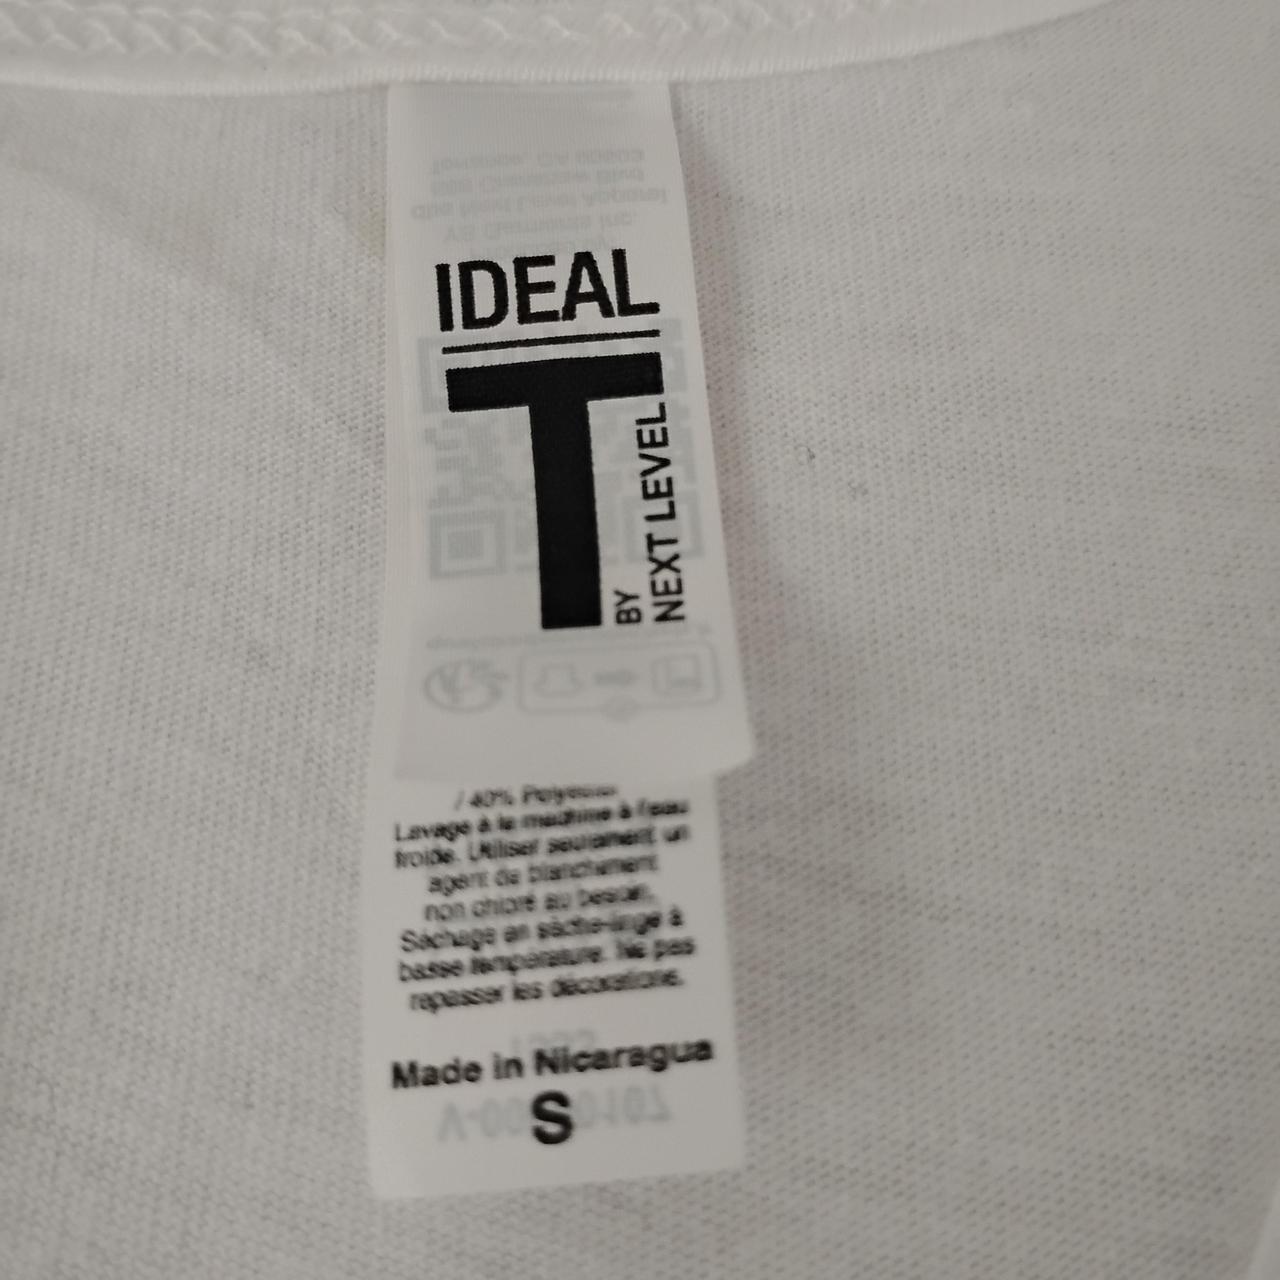 IDEAL
T
BY
NEXT LEVEL
/ 40% Polyester
Lavage à la machine à l'eau
froide. Utiliser seulement un
agent de blanchiment
non chloré au besoin.
Séchage en sèche-linge à
basse température. Ne pas
repasser les décorations.
Made in Nicaragua
S